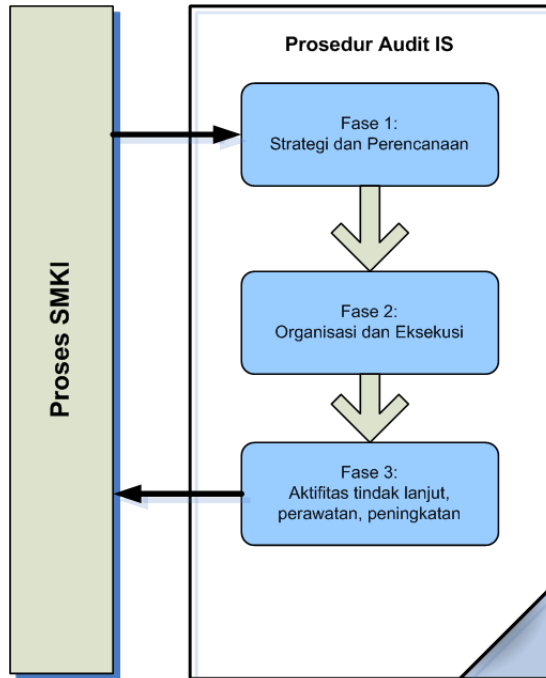 Proses SMKI
Prosedur Audit IS
Fase 1:
Strategi dan Perencanaan
Fase 2:
Organisasi dan Eksekusi
Fase 3:
Aktifitas tindak lanjut,
perawatan, peningkatan